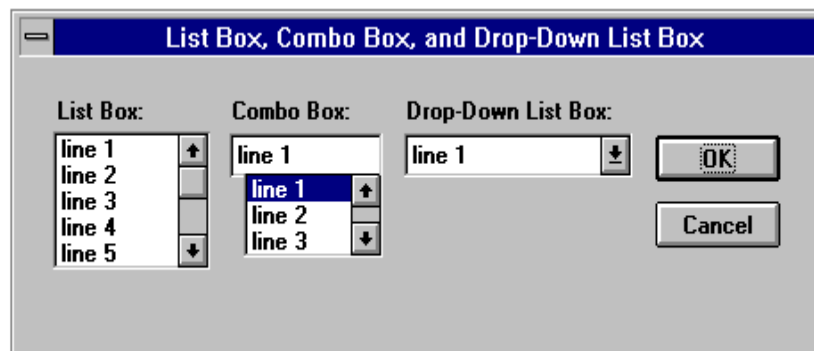 List Box, Combo Box, and Drop-Down List Box
List Box:
line 1
line 2
line 3
line 4
line 5
Combo Box:
line 1
line 1
line 2
line 3
Drop-Down List Box:
line 1
OK
Cancel